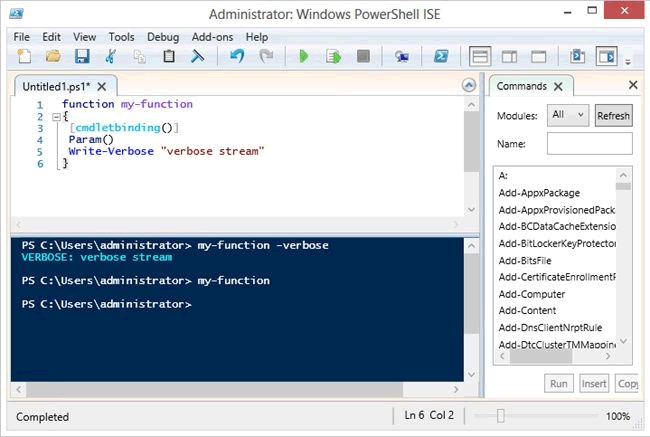 Administrator: Windows PowerShell ISE
File Edit View Tools Debug Add-ons Help
Untitled1.ps1*
1 function my-function
2 {
3 [cmdletbinding()]
4 Param()
5 Write-Verbose "verbose stream"
6 }
PS C:\Users\administrator> my-function -verbose
VERBOSE: verbose stream
PS C:\Users\administrator> my-function
PS C:\Users\administrator>
Commands
Modules: All Refresh
Name:
A:
Add-AppxPackage
Add-AppxProvisionedPack
Add-BCDataCacheExtensio
Add-BitLockerKeyProtector
Add-BitsFile
Add-CertificateEnrollmentP
Add-Computer
Add-Content
Add-DnsClientNrptRule
Add-DtcClusterTMMapping
Run Insert Copy
Completed Ln 6 Col 2 100%